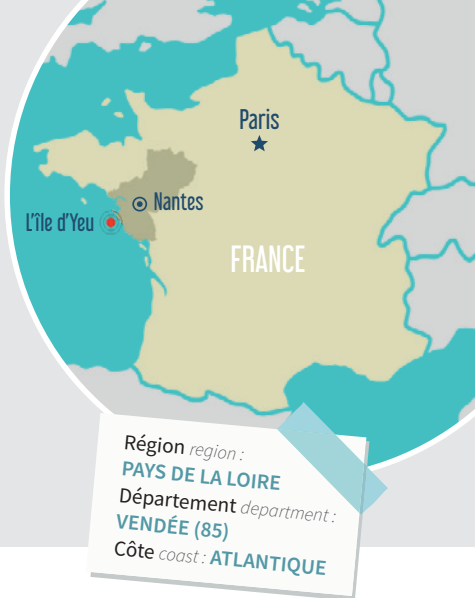 Paris
Nantes
L'île d'Yeu
FRANCE
Région region :
PAYS DE LA LOIRE
Département department :
VENDÉE (85)
Côte coast : ATLANTIQUE